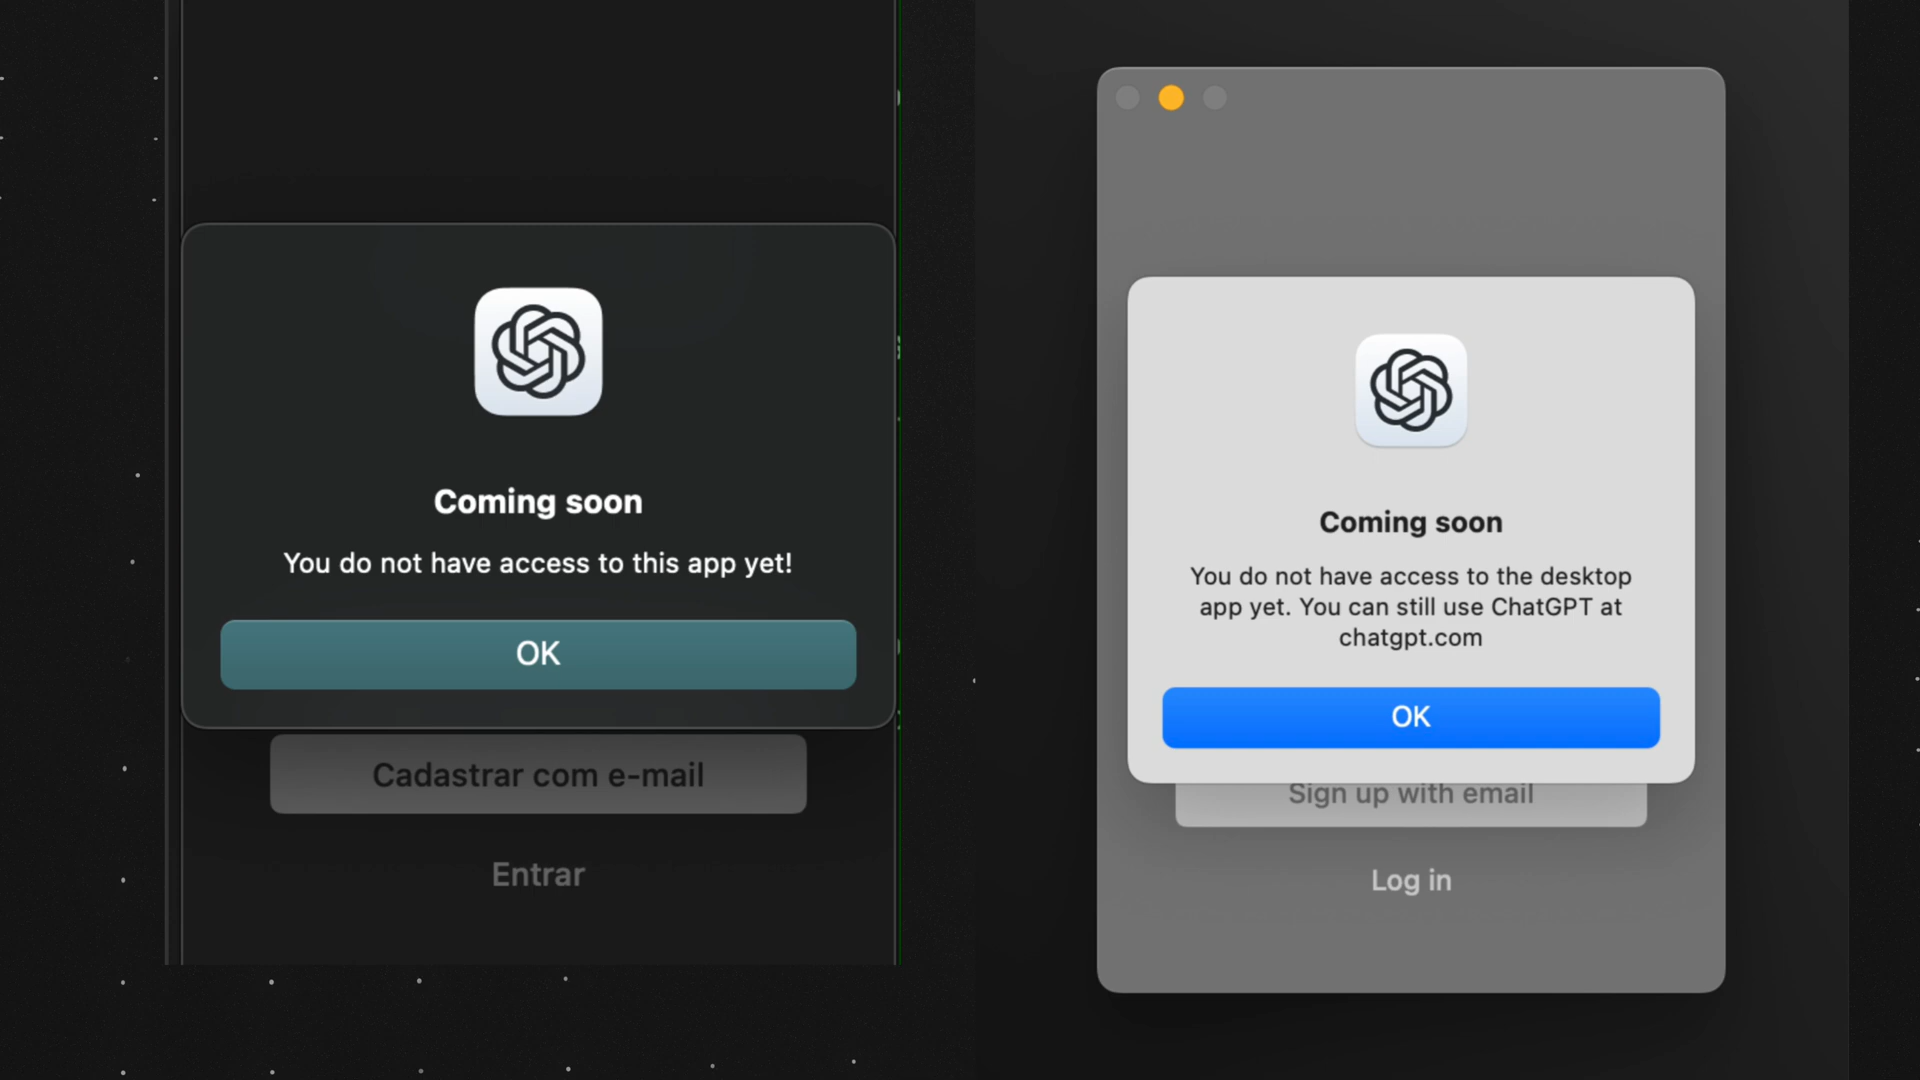 Coming soon
You do not have access to this app yet!
OK
Cadastrar com e-mail
Entrar
Coming soon
You do not have access to the desktop
app yet. You can still use ChatGPT at
chatgpt.com
OK
Sign up with email
Log in